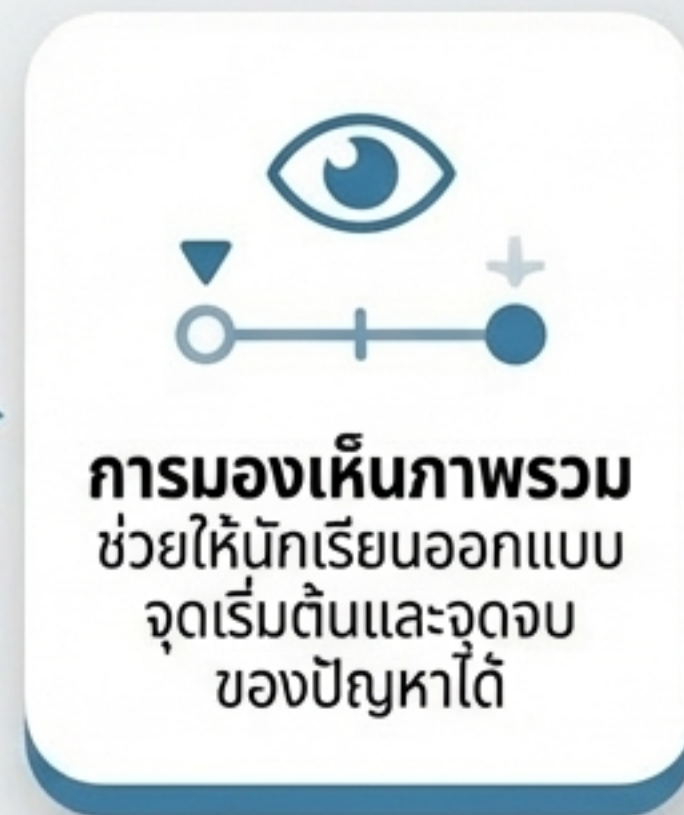 การมองเห็นภาพรวม
ช่วยให้นักเรียนออกแบบ
จุดเริ่มต้นและจุดจบ
ของปัญหาได้